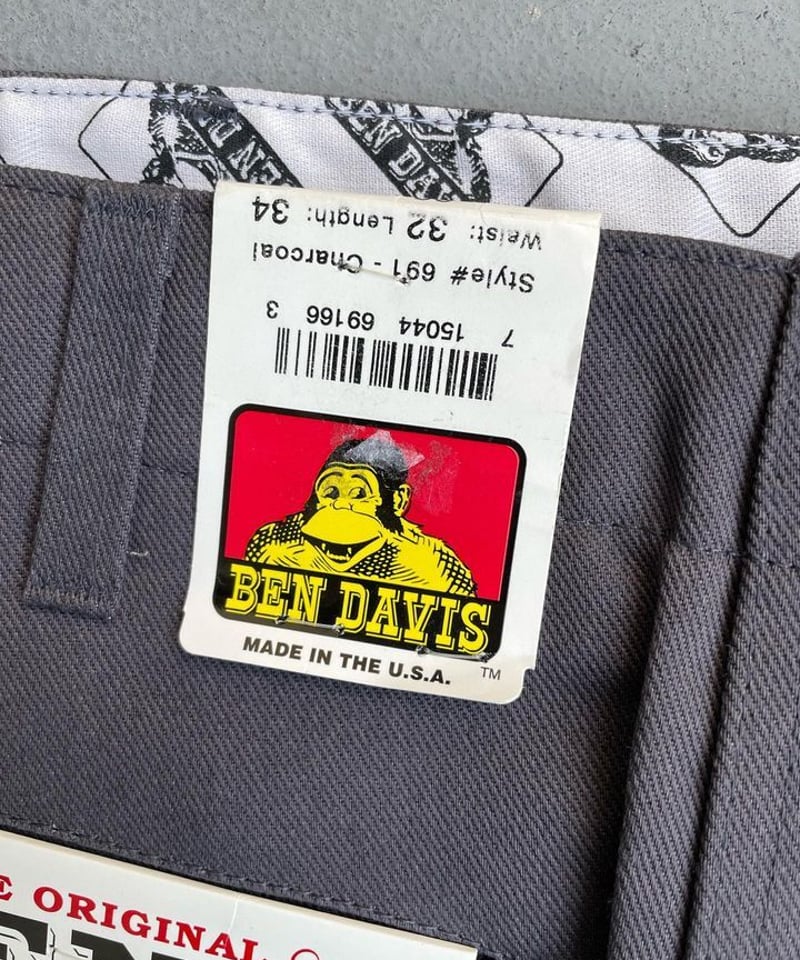 Waist: 32 Length: 34
Style# 691 - Charcoal
7 15044 69166 3
BEN DAVIS
MADE IN THE U.S.A. ™
ORIGINAL